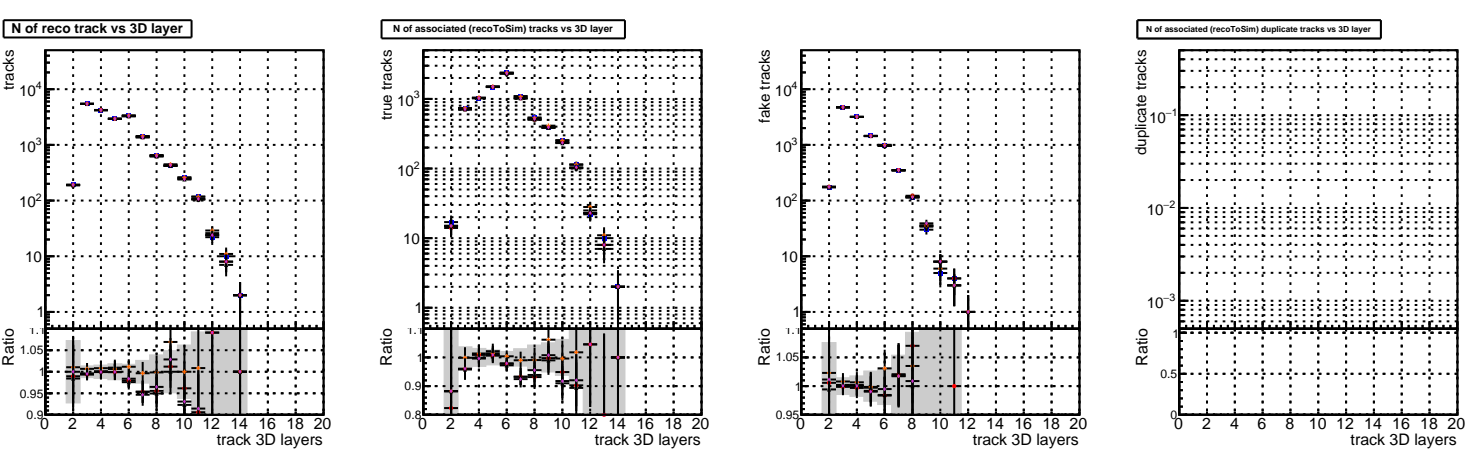 N of reco track vs 3D layer
tracks
10^4
10^3
10^2
10
1
Ratio
1.1
1.05
1
0.95
0.9
0 2 4 6 8 10 12 14 16 18 20
track 3D layers
N of associated (recoToSim) tracks vs 3D layer
true tracks
10^3
10^2
10
1
Ratio
1.1
1
0.9
0.8
0 2 4 6 8 10 12 14 16 18 20
track 3D layers
fake tracks
10^4
10^3
10^2
10
1
Ratio
1.05
1
0.95
0 2 4 6 8 10 12 14 16 18 20
track 3D layers
N of associated (recoToSim) duplicate tracks vs 3D layer
duplicate tracks
10^−1
10^−2
10^−3
Ratio
1
0.5
0
0 2 4 6 8 10 12 14 16 18 20
track 3D layers